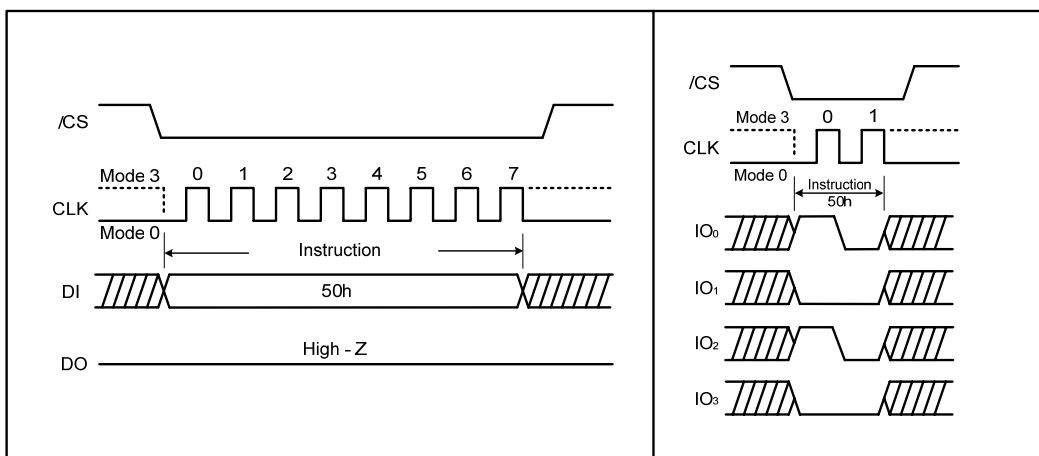 /CS
Mode 3
0 1 2 3 4 5 6 7
CLK
Mode 0
Instruction
DI
50h
High - Z
DO
/CS
Mode 3
0 1
CLK
Mode 0
Instruction
50h
IO₀
IO₁
IO₂
IO₃